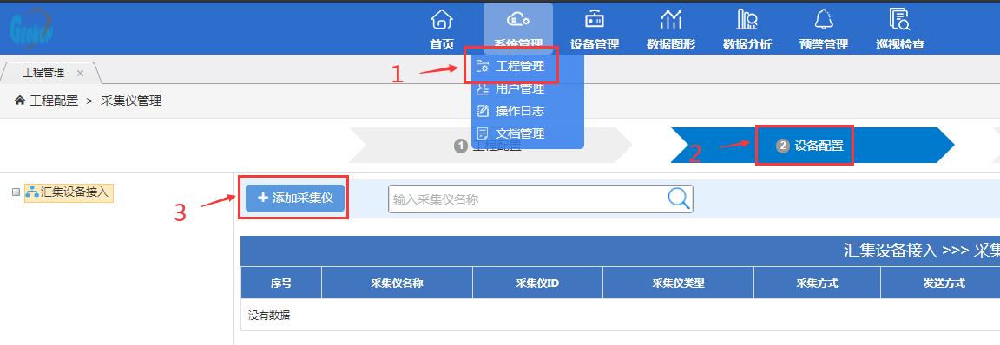 GEOKON
首页 系统管理 设备管理 数据图形 数据分析 预警管理 巡视检查
工程管理 ×
1 工程管理
用户管理
操作日志
文档管理
工程配置 > 采集仪管理
1 工程配置
2 2 设备配置
汇集设备接入
3 + 添加采集仪 输入采集仪名称
汇集设备接入 >>> 采集
序号 采集仪名称 采集仪ID 采集仪类型 采集方式 发送方式
没有数据